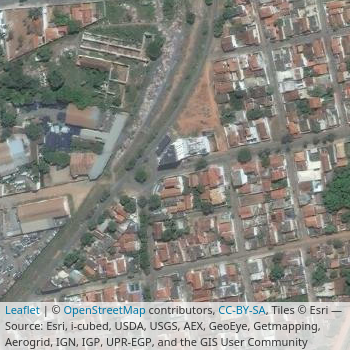 Leaflet | © OpenStreetMap contributors, CC-BY-SA, Tiles © Esri —
Source: Esri, i-cubed, USDA, USGS, AEX, GeoEye, Getmapping,
Aerogrid, IGN, IGP, UPR-EGP, and the GIS User Community